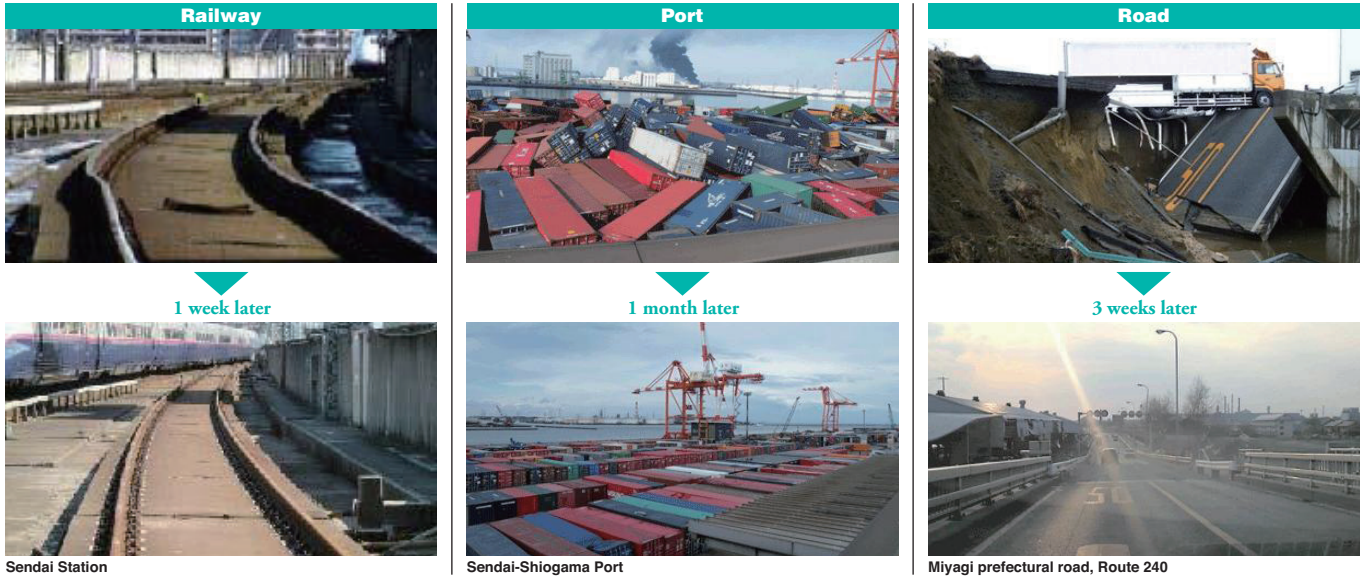 Railway
Port
Road
1 week later
1 month later
3 weeks later
Sendai Station
Sendai-Shiogama Port
Miyagi prefectural road, Route 240
50